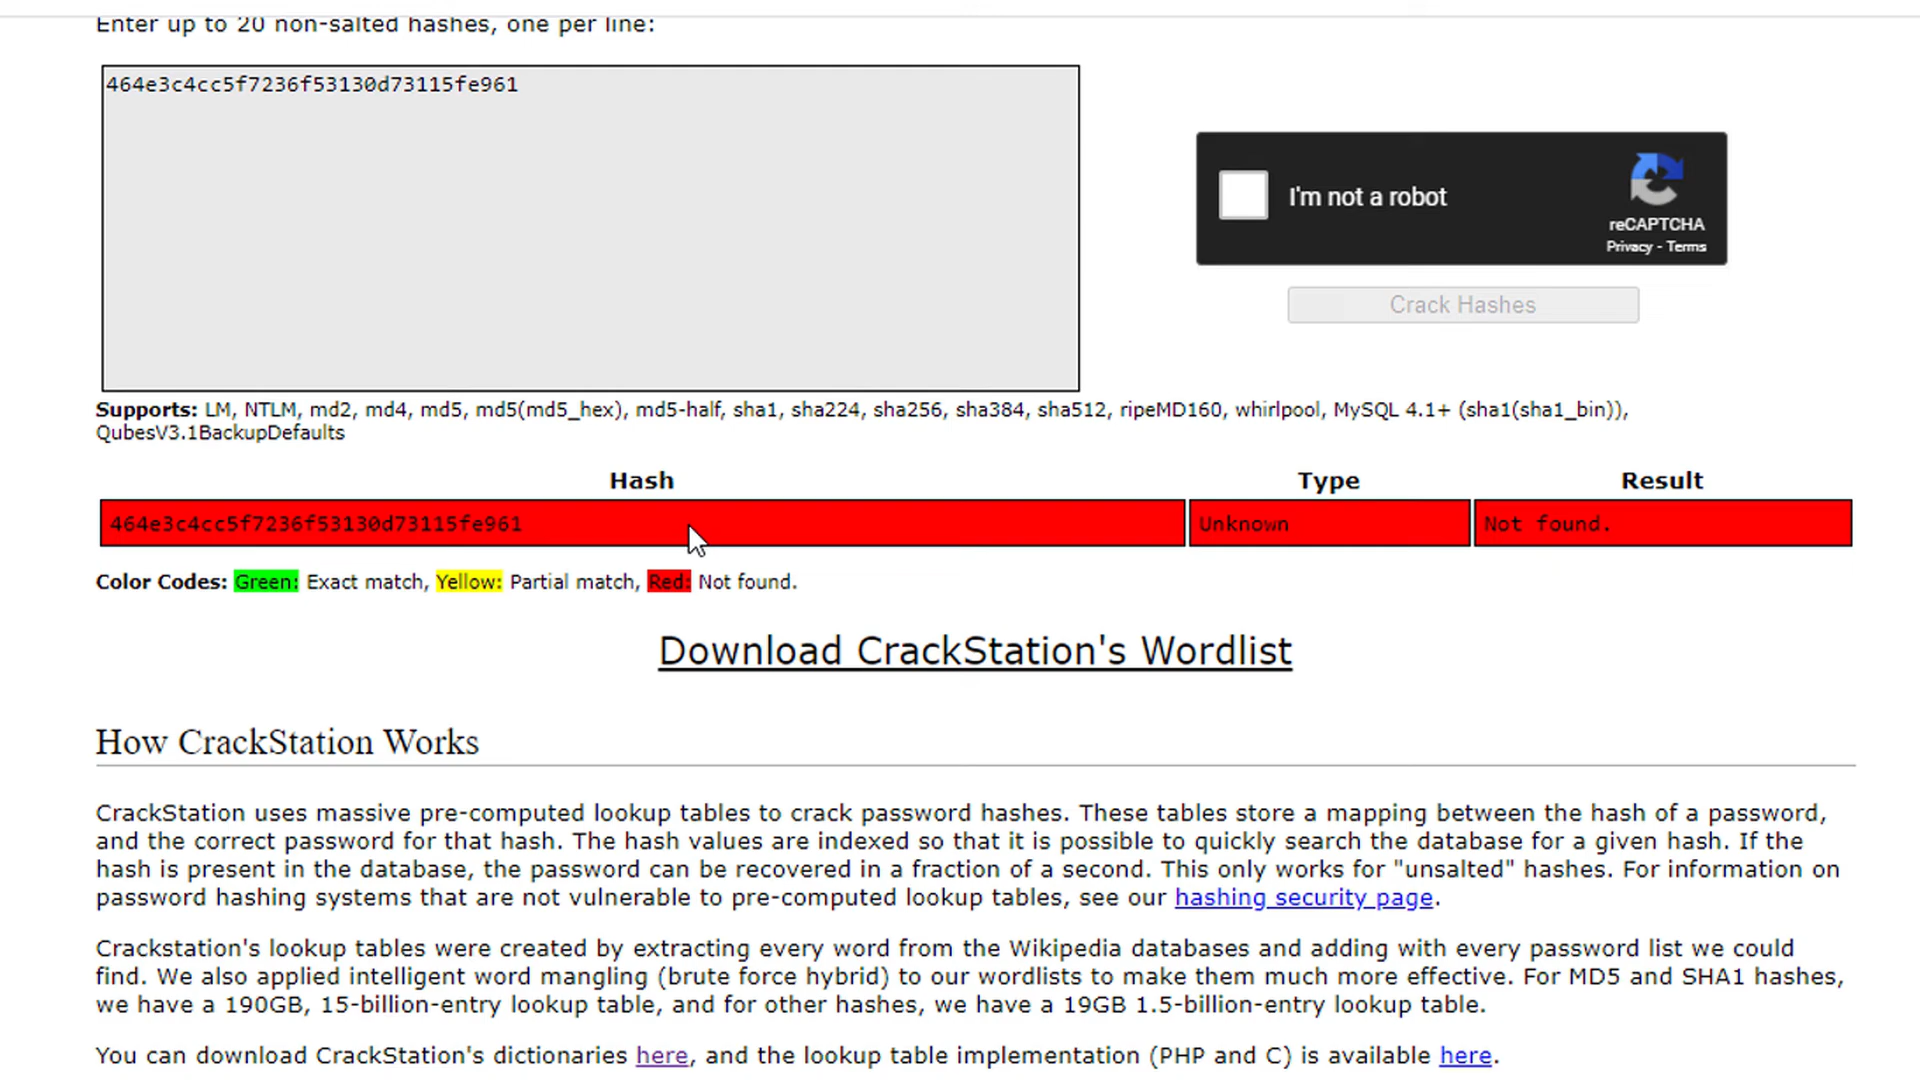 Enter up to 20 non-salted hashes, one per line:
464e3c4cc5f7236f53130d73115fe961
I'm not a robot
reCAPTCHA
Privacy - Terms
Crack Hashes
Supports: LM, NTLM, md2, md4, md5, md5(md5_hex), md5-half, sha1, sha224, sha256, sha384, sha512, ripeMD160, whirlpool, MySQL 4.1+ (sha1(sha1_bin)),
QubesV3.1BackupDefaults
Hash Type Result
464e3c4cc5f7236f53130d73115fe961 Unknown Not found.
Color Codes: Green: Exact match, Yellow: Partial match, Red: Not found.
Download CrackStation's Wordlist
How CrackStation Works
CrackStation uses massive pre-computed lookup tables to crack password hashes. These tables store a mapping between the hash of a password,
and the correct password for that hash. The hash values are indexed so that it is possible to quickly search the database for a given hash. If the
hash is present in the database, the password can be recovered in a fraction of a second. This only works for "unsalted" hashes. For information on
password hashing systems that are not vulnerable to pre-computed lookup tables, see our hashing security page.
Crackstation's lookup tables were created by extracting every word from the Wikipedia databases and adding with every password list we could
find. We also applied intelligent word mangling (brute force hybrid) to our wordlists to make them much more effective. For MD5 and SHA1 hashes,
we have a 190GB, 15-billion-entry lookup table, and for other hashes, we have a 19GB 1.5-billion-entry lookup table.
You can download CrackStation's dictionaries here, and the lookup table implementation (PHP and C) is available here.